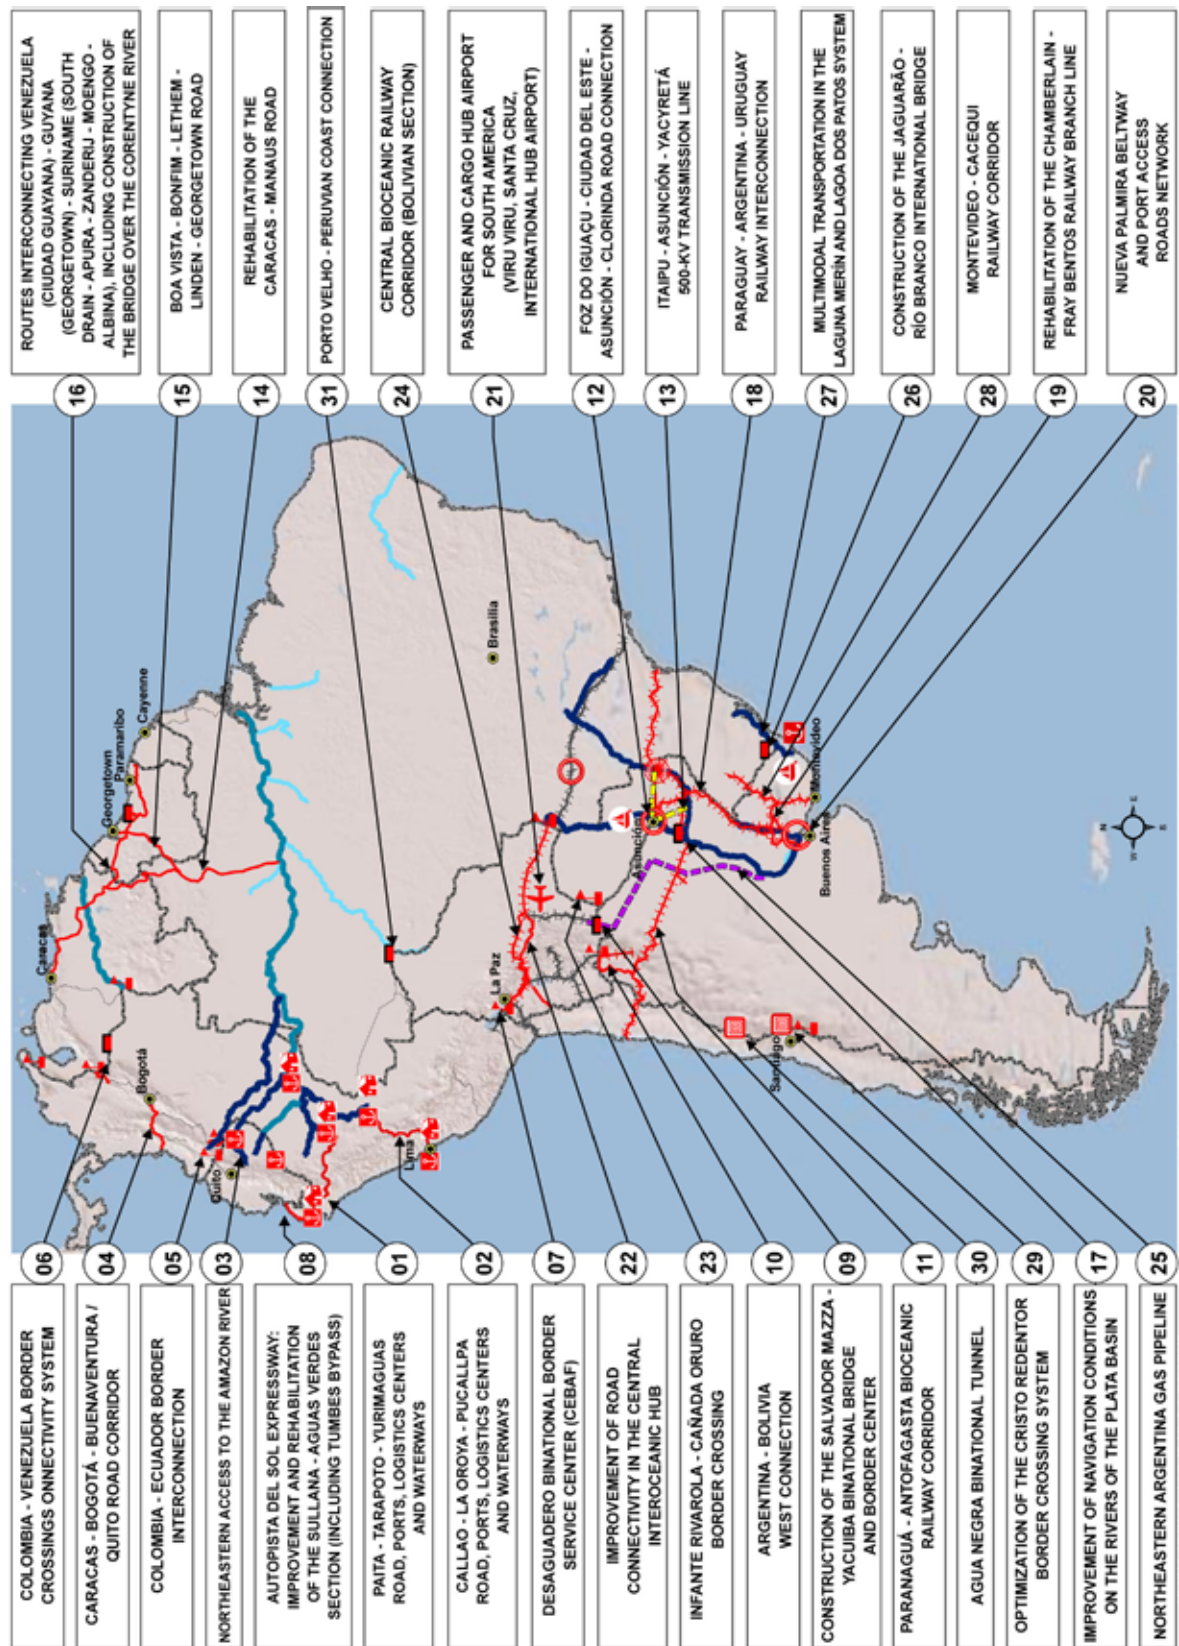 COLOMBIA - VENEZUELA BORDER
CROSSINGS ONNECTIVITY SYSTEM
06
CARACAS - BOGOTÁ - BUENAVENTURA /
QUITO ROAD CORRIDOR
04
COLOMBIA - ECUADOR BORDER
INTERCONNECTION
05
NORTHEASTERN ACCESS TO THE AMAZON RIVER
03
AUTOPISTA DEL SOL EXPRESSWAY:
IMPROVEMENT AND REHABILITATION
OF THE SULLANA - AGUAS VERDES
SECTION (INCLUDING TUMBES BYPASS)
08
PAITA - TARAPOTO - YURIMAGUAS
ROAD, PORTS, LOGISTICS CENTERS
AND WATERWAYS
01
CALLAO - LA OROYA - PUCALLPA
ROAD, PORTS, LOGISTICS CENTERS
AND WATERWAYS
02
DESAGUADERO BINATIONAL BORDER
SERVICE CENTER (CEBAF)
07
IMPROVEMENT OF ROAD
CONNECTIVITY IN THE CENTRAL
INTEROCEANIC HUB
22
INFANTE RIVAROLA - CAÑADA ORURO
BORDER CROSSING
23
ARGENTINA - BOLIVIA
WEST CONNECTION
10
CONSTRUCTION OF THE SALVADOR MAZZA -
YACUIBA BINATIONAL BRIDGE
AND BORDER CENTER
09
PARANAGUÁ - ANTOFAGASTA BIOCEANIC
RAILWAY CORRIDOR
11
AGUA NEGRA BINATIONAL TUNNEL
30
OPTIMIZATION OF THE CRISTO REDENTOR
BORDER CROSSING SYSTEM
29
IMPROVEMENT OF NAVIGATION CONDITIONS
ON THE RIVERS OF THE PLATA BASIN
17
NORTHEASTERN ARGENTINA GAS PIPELINE
25
Caracas
Georgetown
Paramaribo
Cayenne
Bogotá
Quito
Lima
La Paz
Brasilia
Asunción
Santiago
Buenos Aires
Montevideo
N
E
S
W
ROUTES INTERCONNECTING VENEZUELA
(CIUDAD GUAYANA) - GUYANA
(GEORGETOWN) - SURINAME (SOUTH
DRAIN - APURA - ZANDERIJ - MOENGO -
ALBINA), INCLUDING CONSTRUCTION OF
THE BRIDGE OVER THE CORENTYNE RIVER
16
BOA VISTA - BONFIM - LETHEM -
LINDEN - GEORGETOWN ROAD
15
REHABILITATION OF THE
CARACAS - MANAUS ROAD
14
PORTO VELHO - PERUVIAN COAST CONNECTION
31
CENTRAL BIOCEANIC RAILWAY
CORRIDOR (BOLIVIAN SECTION)
24
PASSENGER AND CARGO HUB AIRPORT
FOR SOUTH AMERICA
(VIRU VIRU, SANTA CRUZ,
INTERNATIONAL HUB AIRPORT)
21
FOZ DO IGUAÇU - CIUDAD DEL ESTE -
ASUNCIÓN - CLORINDA ROAD CONNECTION
12
ITAIPU - ASUNCIÓN - YACYRETÁ
500-KV TRANSMISSION LINE
13
PARAGUAY - ARGENTINA - URUGUAY
RAILWAY INTERCONNECTION
18
MULTIMODAL TRANSPORTATION IN THE
LAGUNA MERÍN AND LAGOA DOS PATOS SYSTEM
27
CONSTRUCTION OF THE JAGUARÃO -
RÍO BRANCO INTERNATIONAL BRIDGE
26
MONTEVIDEO - CACEQUI
RAILWAY CORRIDOR
28
REHABILITATION OF THE CHAMBERLAIN -
FRAY BENTOS RAILWAY BRANCH LINE
19
NUEVA PALMIRA BELTWAY
AND PORT ACCESS
ROADS NETWORK
20